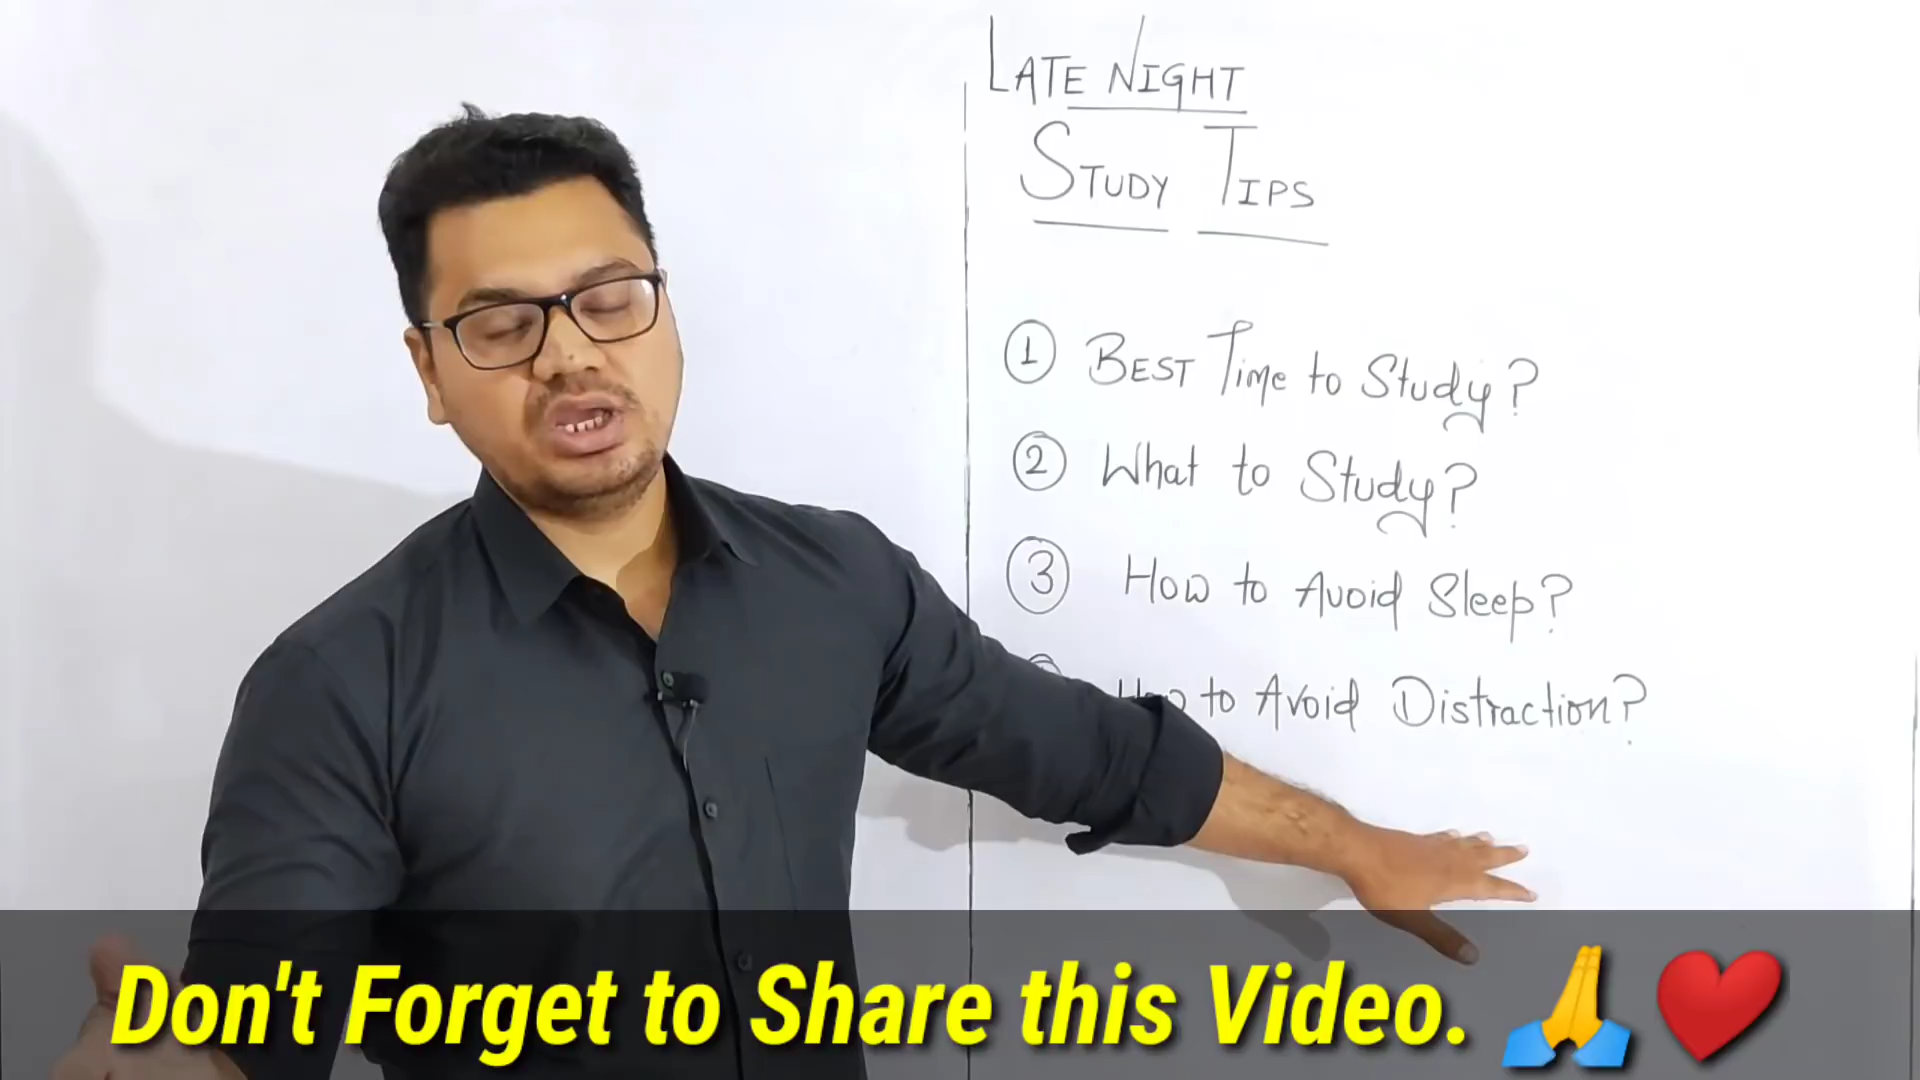 LATE NIGHT
STUDY TIPS
1 BEST Time to Study?
2 What to Study?
3 How to Avoid Sleep?
to Avoid Distraction?
Don't Forget to Share this Video. 🙏❤️